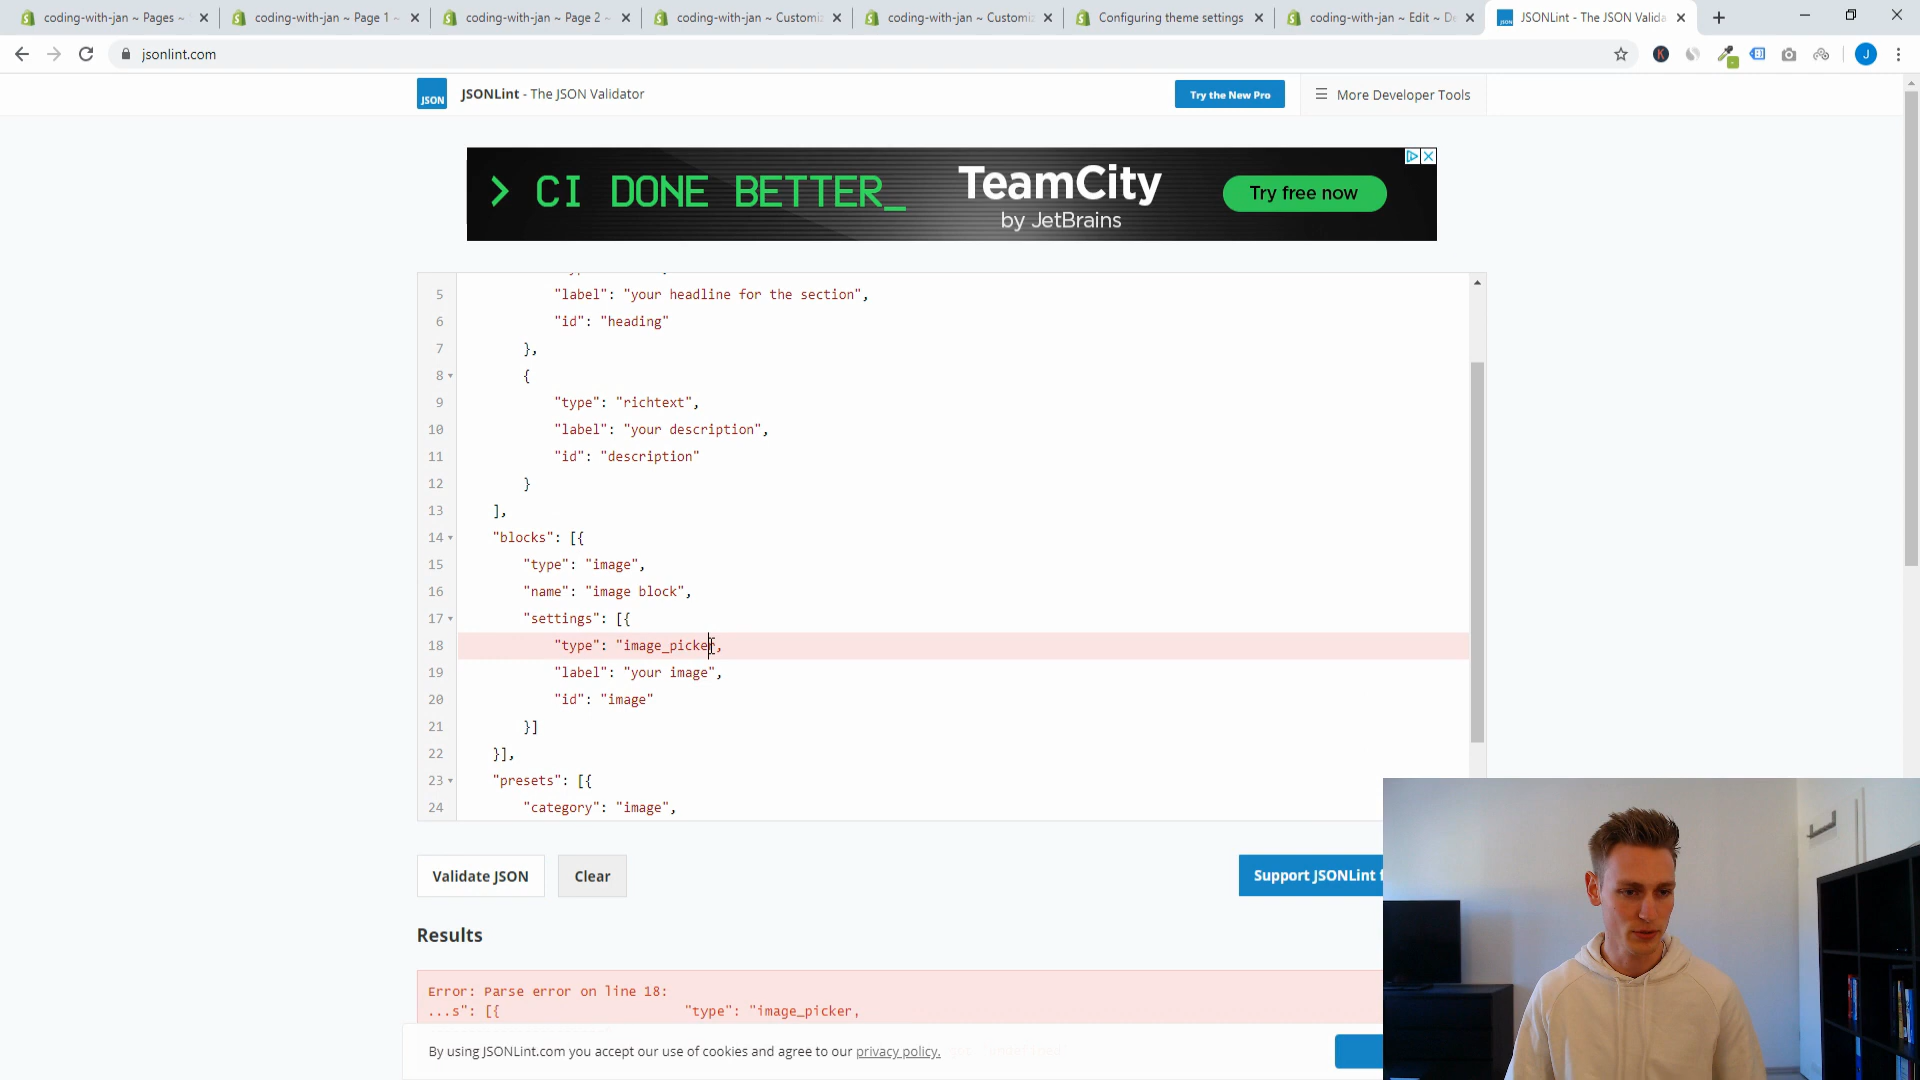 coding-with-jan ~ Pages ~
coding-with-jan ~ Page 1 ~
coding-with-jan ~ Page 2 ~
coding-with-jan ~ Customi
coding-with-jan ~ Customi
Configuring theme settings
coding-with-jan ~ Edit ~ De
JSONLint - The JSON Valida
jsonlint.com
J
JSON
JSONLint - The JSON Validator
Try the New Pro
More Developer Tools
> CI DONE BETTER_
TeamCity
by JetBrains
Try free now
5 "label": "your headline for the section",
6 "id": "heading"
7 },
8 {
9 "type": "richtext",
10 "label": "your description",
11 "id": "description"
12 }
13 ],
14 "blocks": [{
15 "type": "image",
16 "name": "image block",
17 "settings": [{
18 "type": "image_picker,
19 "label": "your image",
20 "id": "image"
21 }]
22 }],
23 "presets": [{
24 "category": "image",
Validate JSON
Clear
Support JSONLint f
Results
Error: Parse error on line 18:
...s": [{ "type": "image_picker,
By using JSONLint.com you accept our use of cookies and agree to our privacy policy.